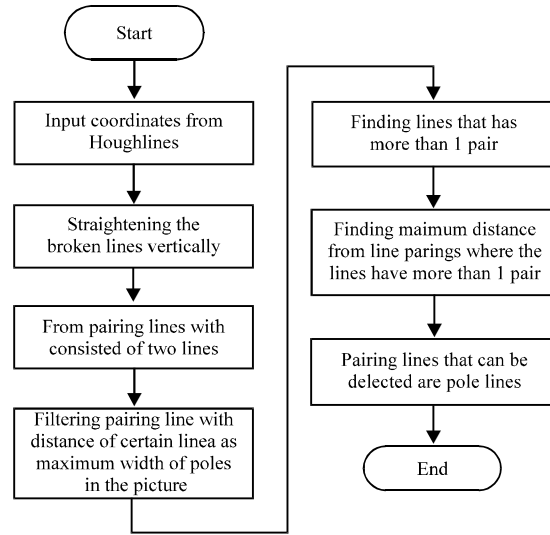 Start
Input coordinates from
Houghlines
Straightening the
broken lines vertically
From pairing lines with
consisted of two lines
Filtering pairing line with
distance of certain linea as
maximum width of poles
in the picture
Finding lines that has
more than 1 pair
Finding maimum distance
from line parings where the
lines have more than 1 pair
Pairing lines that can be
delected are pole lines
End